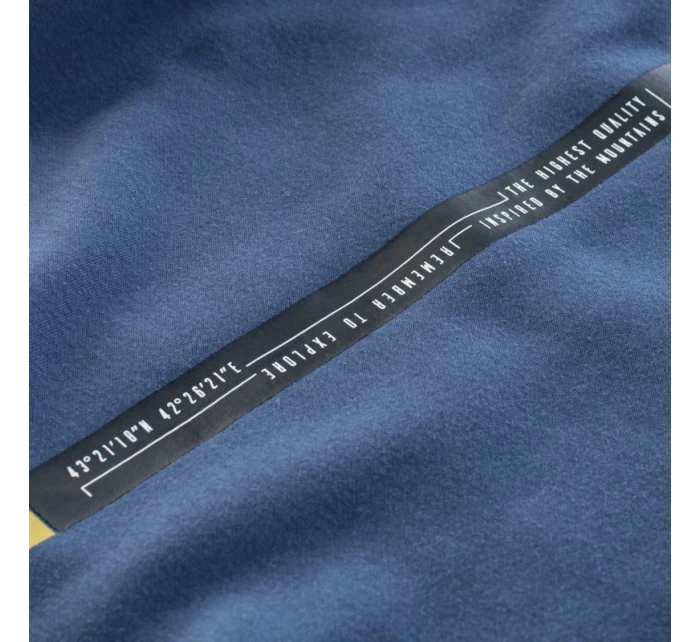 THE HIGHEST QUALITY
INSPIRED BY THE MOUNTAINS
REMEMBER TO EXPLORE
43°21'18"N 42°26'21"E